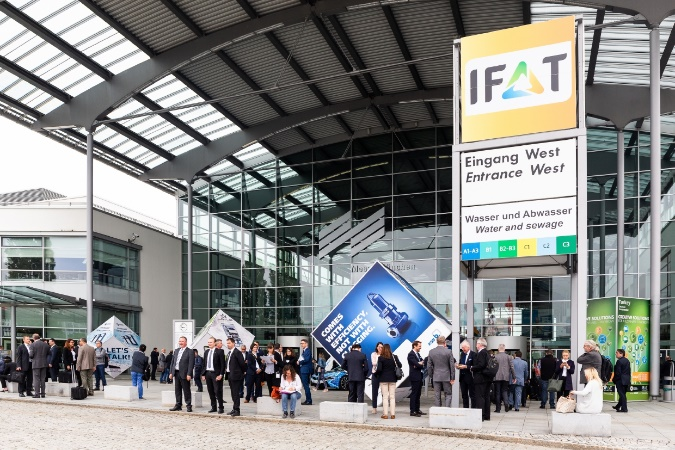 IFAT
Eingang West
Entrance West
Wasser und Abwasser
Water and sewage
A1-A3 B1 B2-B3 C1 C2 C3
COMES
WITH
EFFICIENCY,
NOT WITH
LET'S
TALK